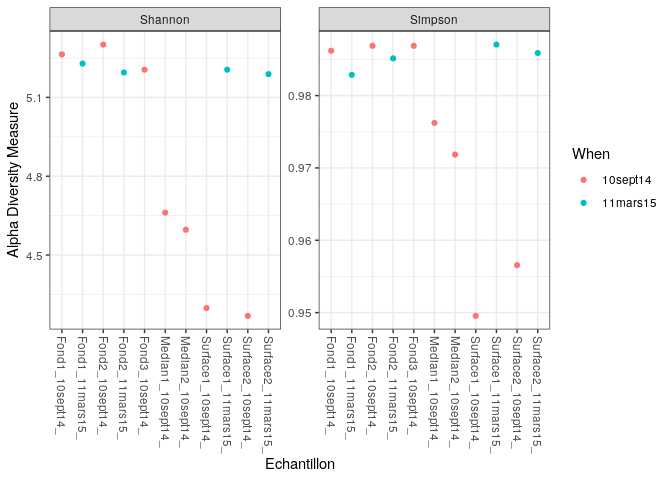 Shannon
Simpson
Alpha Diversity Measure
5.1
4.8
4.5
0.98
0.97
0.96
0.95
Fond1_10sept14_
Fond1_11mars15_
Fond2_10sept14_
Fond2_11mars15_
Fond3_10sept14_
Median1_10sept14_
Median2_10sept14_
Surface1_10sept14_
Surface1_11mars15_
Surface2_10sept14_
Surface2_11mars15_
Fond1_10sept14_
Fond1_11mars15_
Fond2_10sept14_
Fond2_11mars15_
Fond3_10sept14_
Median1_10sept14_
Median2_10sept14_
Surface1_10sept14_
Surface1_11mars15_
Surface2_10sept14_
Surface2_11mars15_
Echantillon
When
10sept14
11mars15